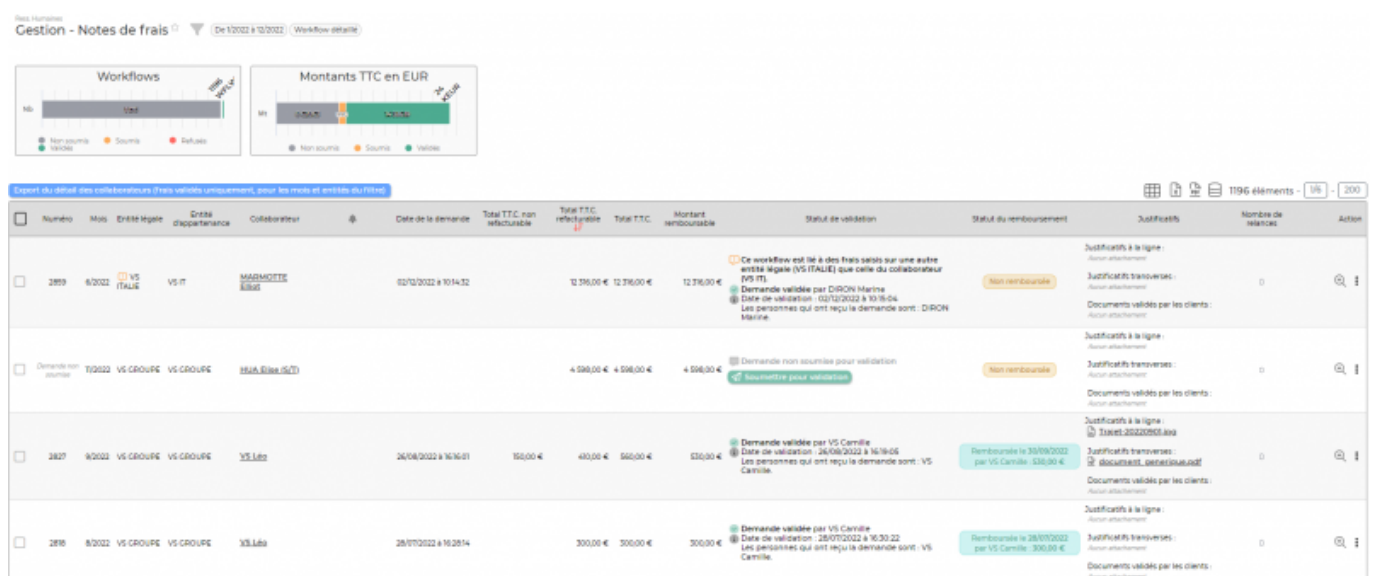 Ress. Humaines
Gestion - Notes de frais
De 1/2022 à 12/2022 Workflow détaillé
Workflows
1196 WFLW
Nb
Non soumis Soumis Refusés
Validés
Montants TTC en EUR
24 KEUR
Mt
Non soumis Soumis Validés
Export du détail des collaborateurs (frais validés uniquement, pour les mois et entités du filtre)
1196 éléments - 1/6 - 200
Numéro Mois Entité légale Entité d'appartenance Collaborateur Date de la demande Total T.T.C. non refacturable Total T.T.C. refacturable Total T.T.C. Montant remboursable Statut de validation Statut du remboursement Justificatifs Nombre de relances Action
2859 6/2022 VS ITALIE VS IT MARMOTTE Elliot 02/12/2022 à 10:14:32 12 316,00 € 12 316,00 € 12 316,00 €
Ce workflow est lié à des frais saisis sur une autre
entité légale (VS ITALIE) que celle du collaborateur
(VS IT).
Demande validée par DIRON Marine
Date de validation : 02/12/2022 à 10:15:04
Les personnes qui ont reçu la demande sont : DIRON
Marine.
Non remboursée
Justificatifs à la ligne :
Aucun attachement
Justificatifs transverses :
Aucun attachement
Documents validés par les clients :
Aucun attachement
0
Demande non soumise 7/2022 VS GROUPE VS GROUPE HUA Elise (S/T) 4 598,00 € 4 598,00 € 4 598,00 €
Demande non soumise pour validation
Soumettre pour validation
Non remboursée
Justificatifs à la ligne :
Aucun attachement
Justificatifs transverses :
Aucun attachement
Documents validés par les clients :
Aucun attachement
0
2827 9/2022 VS GROUPE VS GROUPE VS Léo 26/08/2022 à 16:16:01 150,00 € 410,00 € 560,00 € 530,00 €
Demande validée par VS Camille
Date de validation : 26/08/2022 à 16:19:05
Les personnes qui ont reçu la demande sont : VS
Camille.
Remboursée le 30/09/2022
par VS Camille : 530,00 €
Justificatifs à la ligne :
Trajet-20220901.jpg
Justificatifs transverses :
document_generique.pdf
Documents validés par les clients :
Aucun attachement
0
2818 8/2022 VS GROUPE VS GROUPE VS Léo 28/07/2022 à 16:28:14 300,00 € 300,00 € 300,00 €
Demande validée par VS Camille
Date de validation : 28/07/2022 à 16:30:22
Les personnes qui ont reçu la demande sont : VS
Camille.
Remboursée le 28/07/2022
par VS Camille : 300,00 €
Justificatifs à la ligne :
Aucun attachement
Justificatifs transverses :
Aucun attachement
Documents validés par les clients :
0